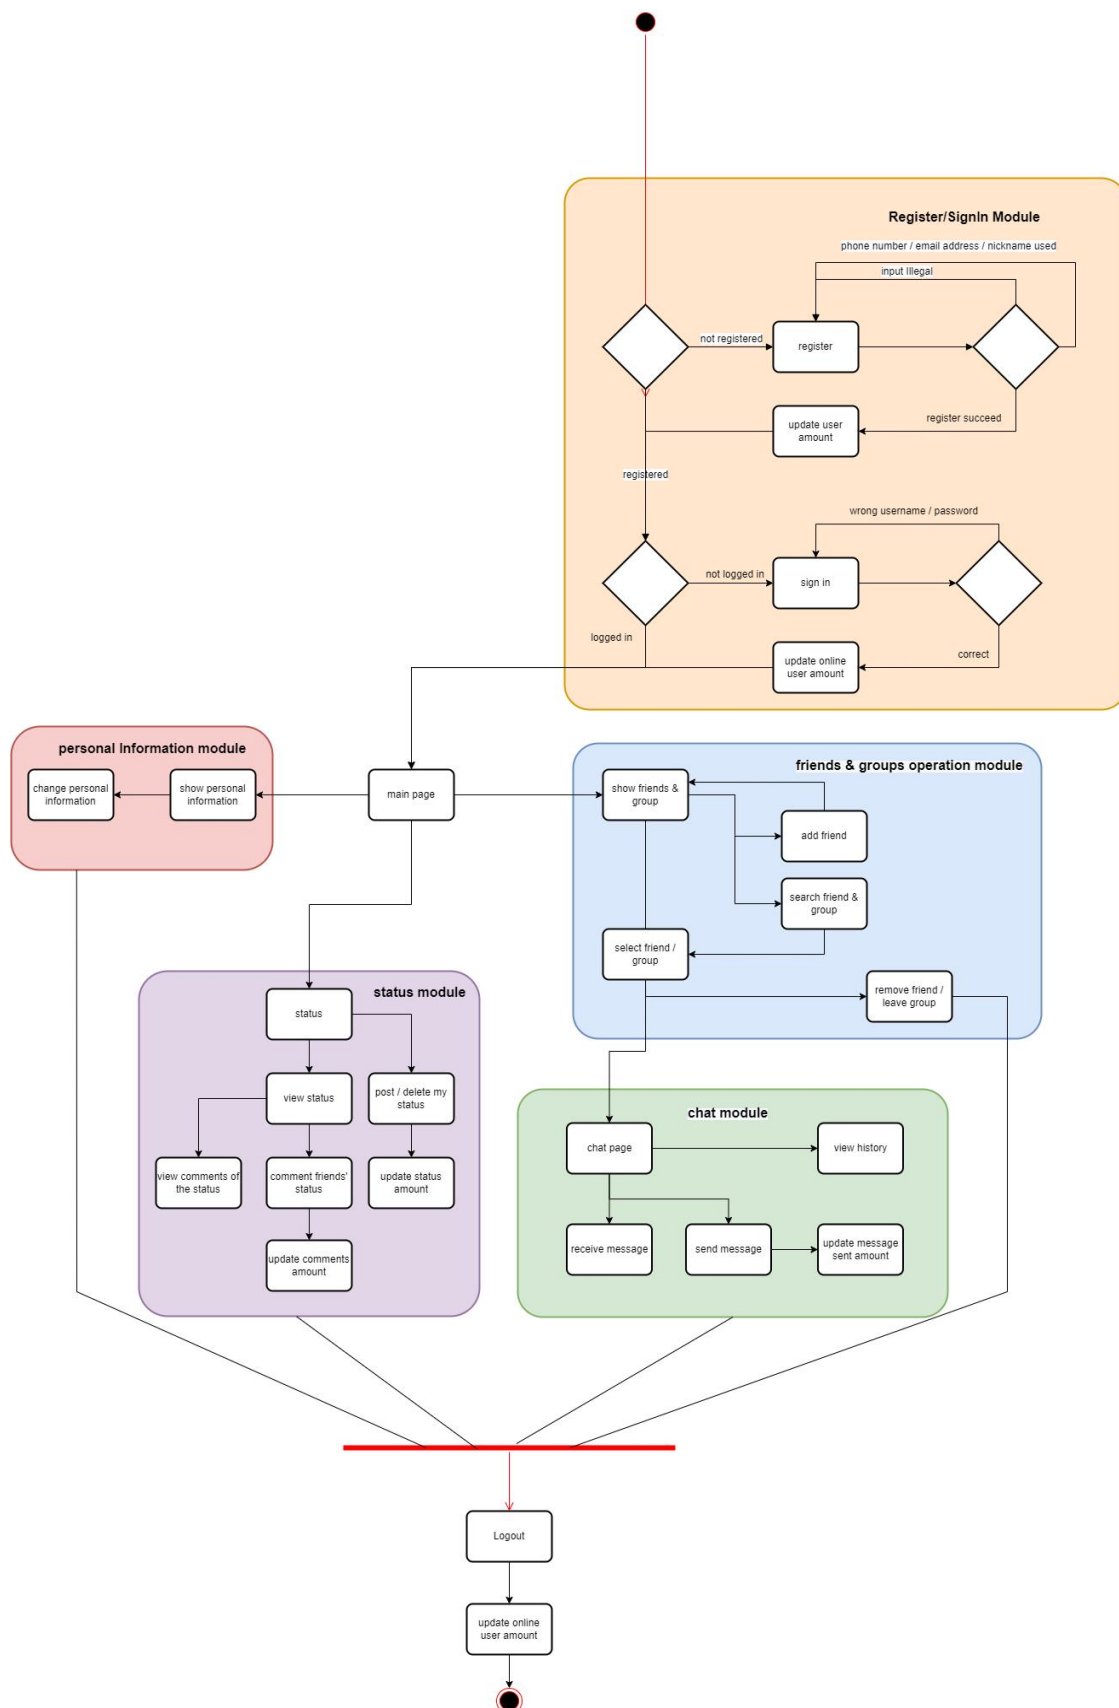 Register/SignIn Module
phone number / email address / nickname used
input Illegal
not registered
register
update user
amount
register succeed
registered
wrong username / password
not logged in
sign in
logged in
update online
user amount
correct
personal Information module
change personal
information
show personal
information
main page
friends & groups operation module
show friends &
group
add friend
search friend &
group
select friend /
group
remove friend /
leave group
status module
status
view status
post / delete my
status
view comments of
the status
comment friends'
status
update status
amount
update comments
amount
chat module
chat page
view history
receive message
send message
update message
sent amount
Logout
update online
user amount